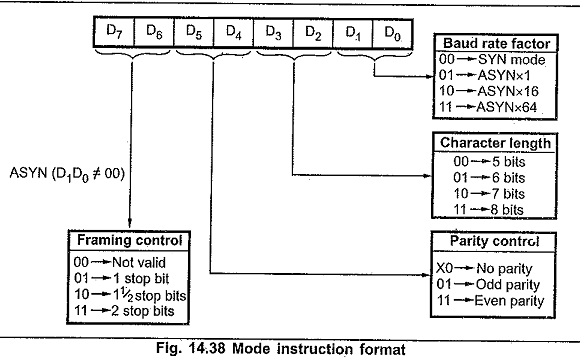 D7 D6 D5 D4 D3 D2 D1 D0
Baud rate factor
00→SYN mode
01→ASYN×1
10→ASYN×16
11→ASYN×64
Character length
00→5 bits
01→6 bits
10→7 bits
11→8 bits
ASYN (D1D0 ≠ 00)
Framing control
00→Not valid
01→1 stop bit
10→1 1/2 stop bits
11→2 stop bits
Parity control
X0→No parity
01→Odd parity
11→Even parity
Fig. 14.38 Mode instruction format